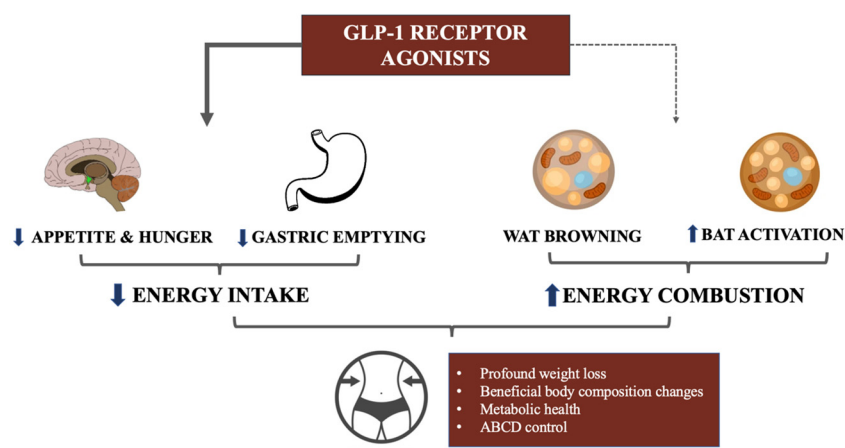 GLP-1 RECEPTOR
AGONISTS
APPETITE & HUNGER
GASTRIC EMPTYING
WAT BROWNING
BAT ACTIVATION
ENERGY INTAKE
ENERGY COMBUSTION
• Profound weight loss
• Beneficial body composition changes
• Metabolic health
• ABCD control